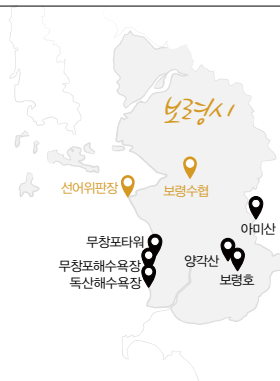 보령시
선어위판장
보령수협
아미산
무창포타워
양각산
무창포해수욕장
보령호
독산해수욕장